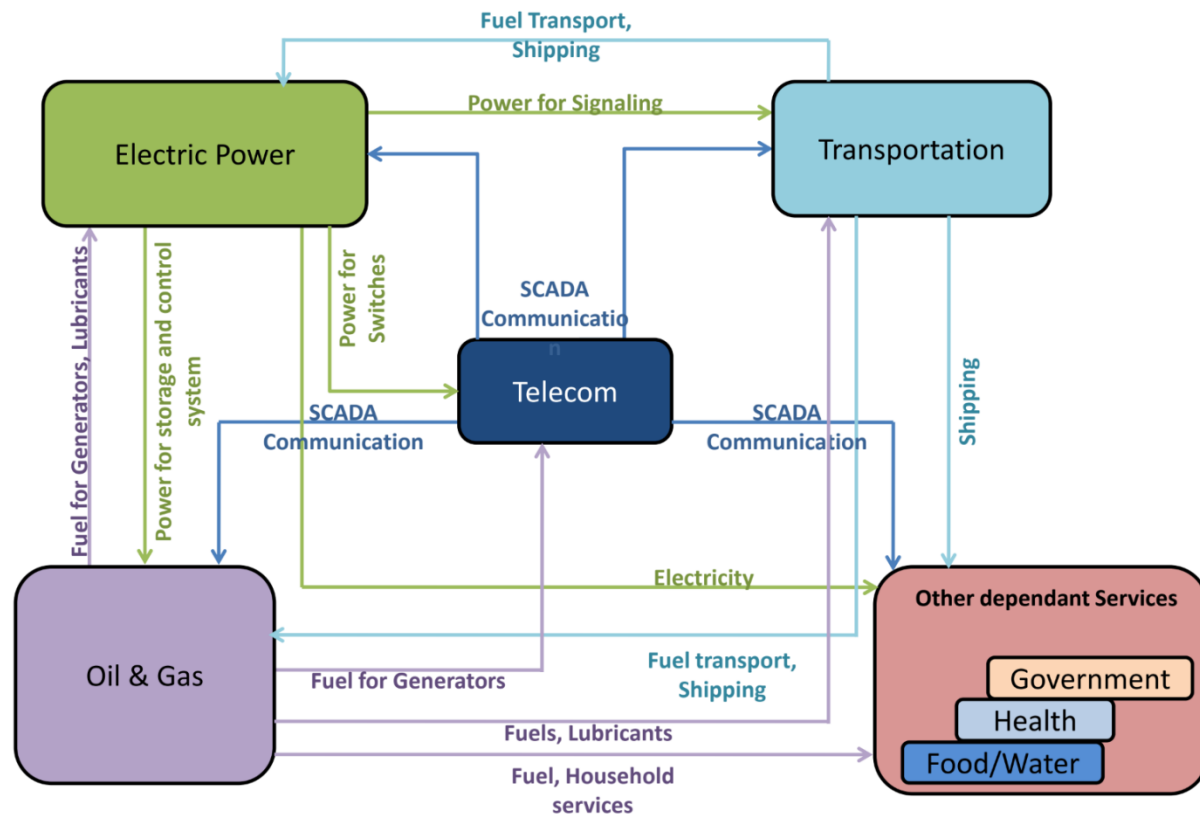 Fuel Transport,
Shipping
Power for Signaling
Electric Power
Transportation
Fuel for Generators, Lubricants
Power for storage and control
system
Power for
Switches
SCADA
Communicatio
n
Shipping
Telecom
SCADA
Communication
SCADA
Communication
Electricity
Other dependant Services
Oil & Gas
Fuel for Generators
Fuel transport,
Shipping
Government
Health
Fuels, Lubricants
Food/Water
Fuel, Household
services